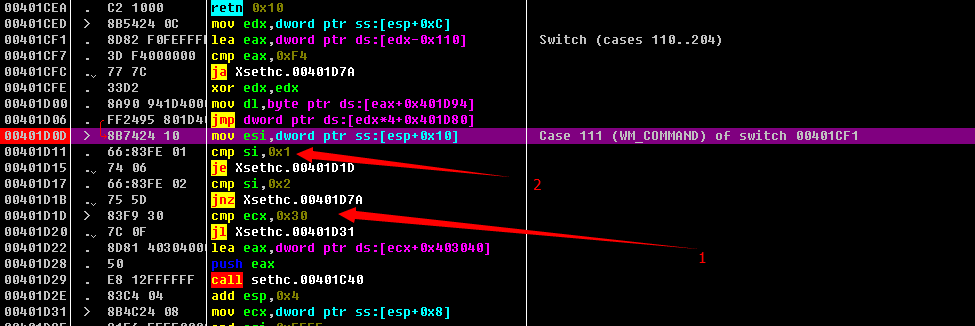 00401CEA . C2 1000 retn 0x10
00401CED > 8B5424 0C mov edx,dword ptr ss:[esp+0xC]
00401CF1 . 8D82 F0FEFFFF lea eax,dword ptr ds:[edx-0x110] Switch (cases 110..204)
00401CF7 . 3D F4000000 cmp eax,0xF4
00401CFC . 77 7C ja Xsethc.00401D7A
00401CFE . 33D2 xor edx,edx
00401D00 . 8A90 941D4000 mov dl,byte ptr ds:[eax+0x401D94]
00401D06 . FF2495 801D40 jmp dword ptr ds:[edx*4+0x401D80]
00401D0D > 8B7424 10 mov esi,dword ptr ss:[esp+0x10] Case 111 (WM_COMMAND) of switch 00401CF1
00401D11 . 66:83FE 01 cmp si,0x1
00401D15 . 74 06 je Xsethc.00401D1D
00401D17 . 66:83FE 02 cmp si,0x2 2
00401D1B . 75 5D jnz Xsethc.00401D7A
00401D1D > 83F9 30 cmp ecx,0x30
00401D20 . 7C 0F jl Xsethc.00401D31
00401D22 . 8D81 40304000 lea eax,dword ptr ds:[ecx+0x403040]
00401D28 . 50 push eax 1
00401D29 . E8 12FFFFFF call sethc.00401C40
00401D2E . 83C4 04 add esp,0x4
00401D31 > 8B4C24 08 mov ecx,dword ptr ss:[esp+0x8]